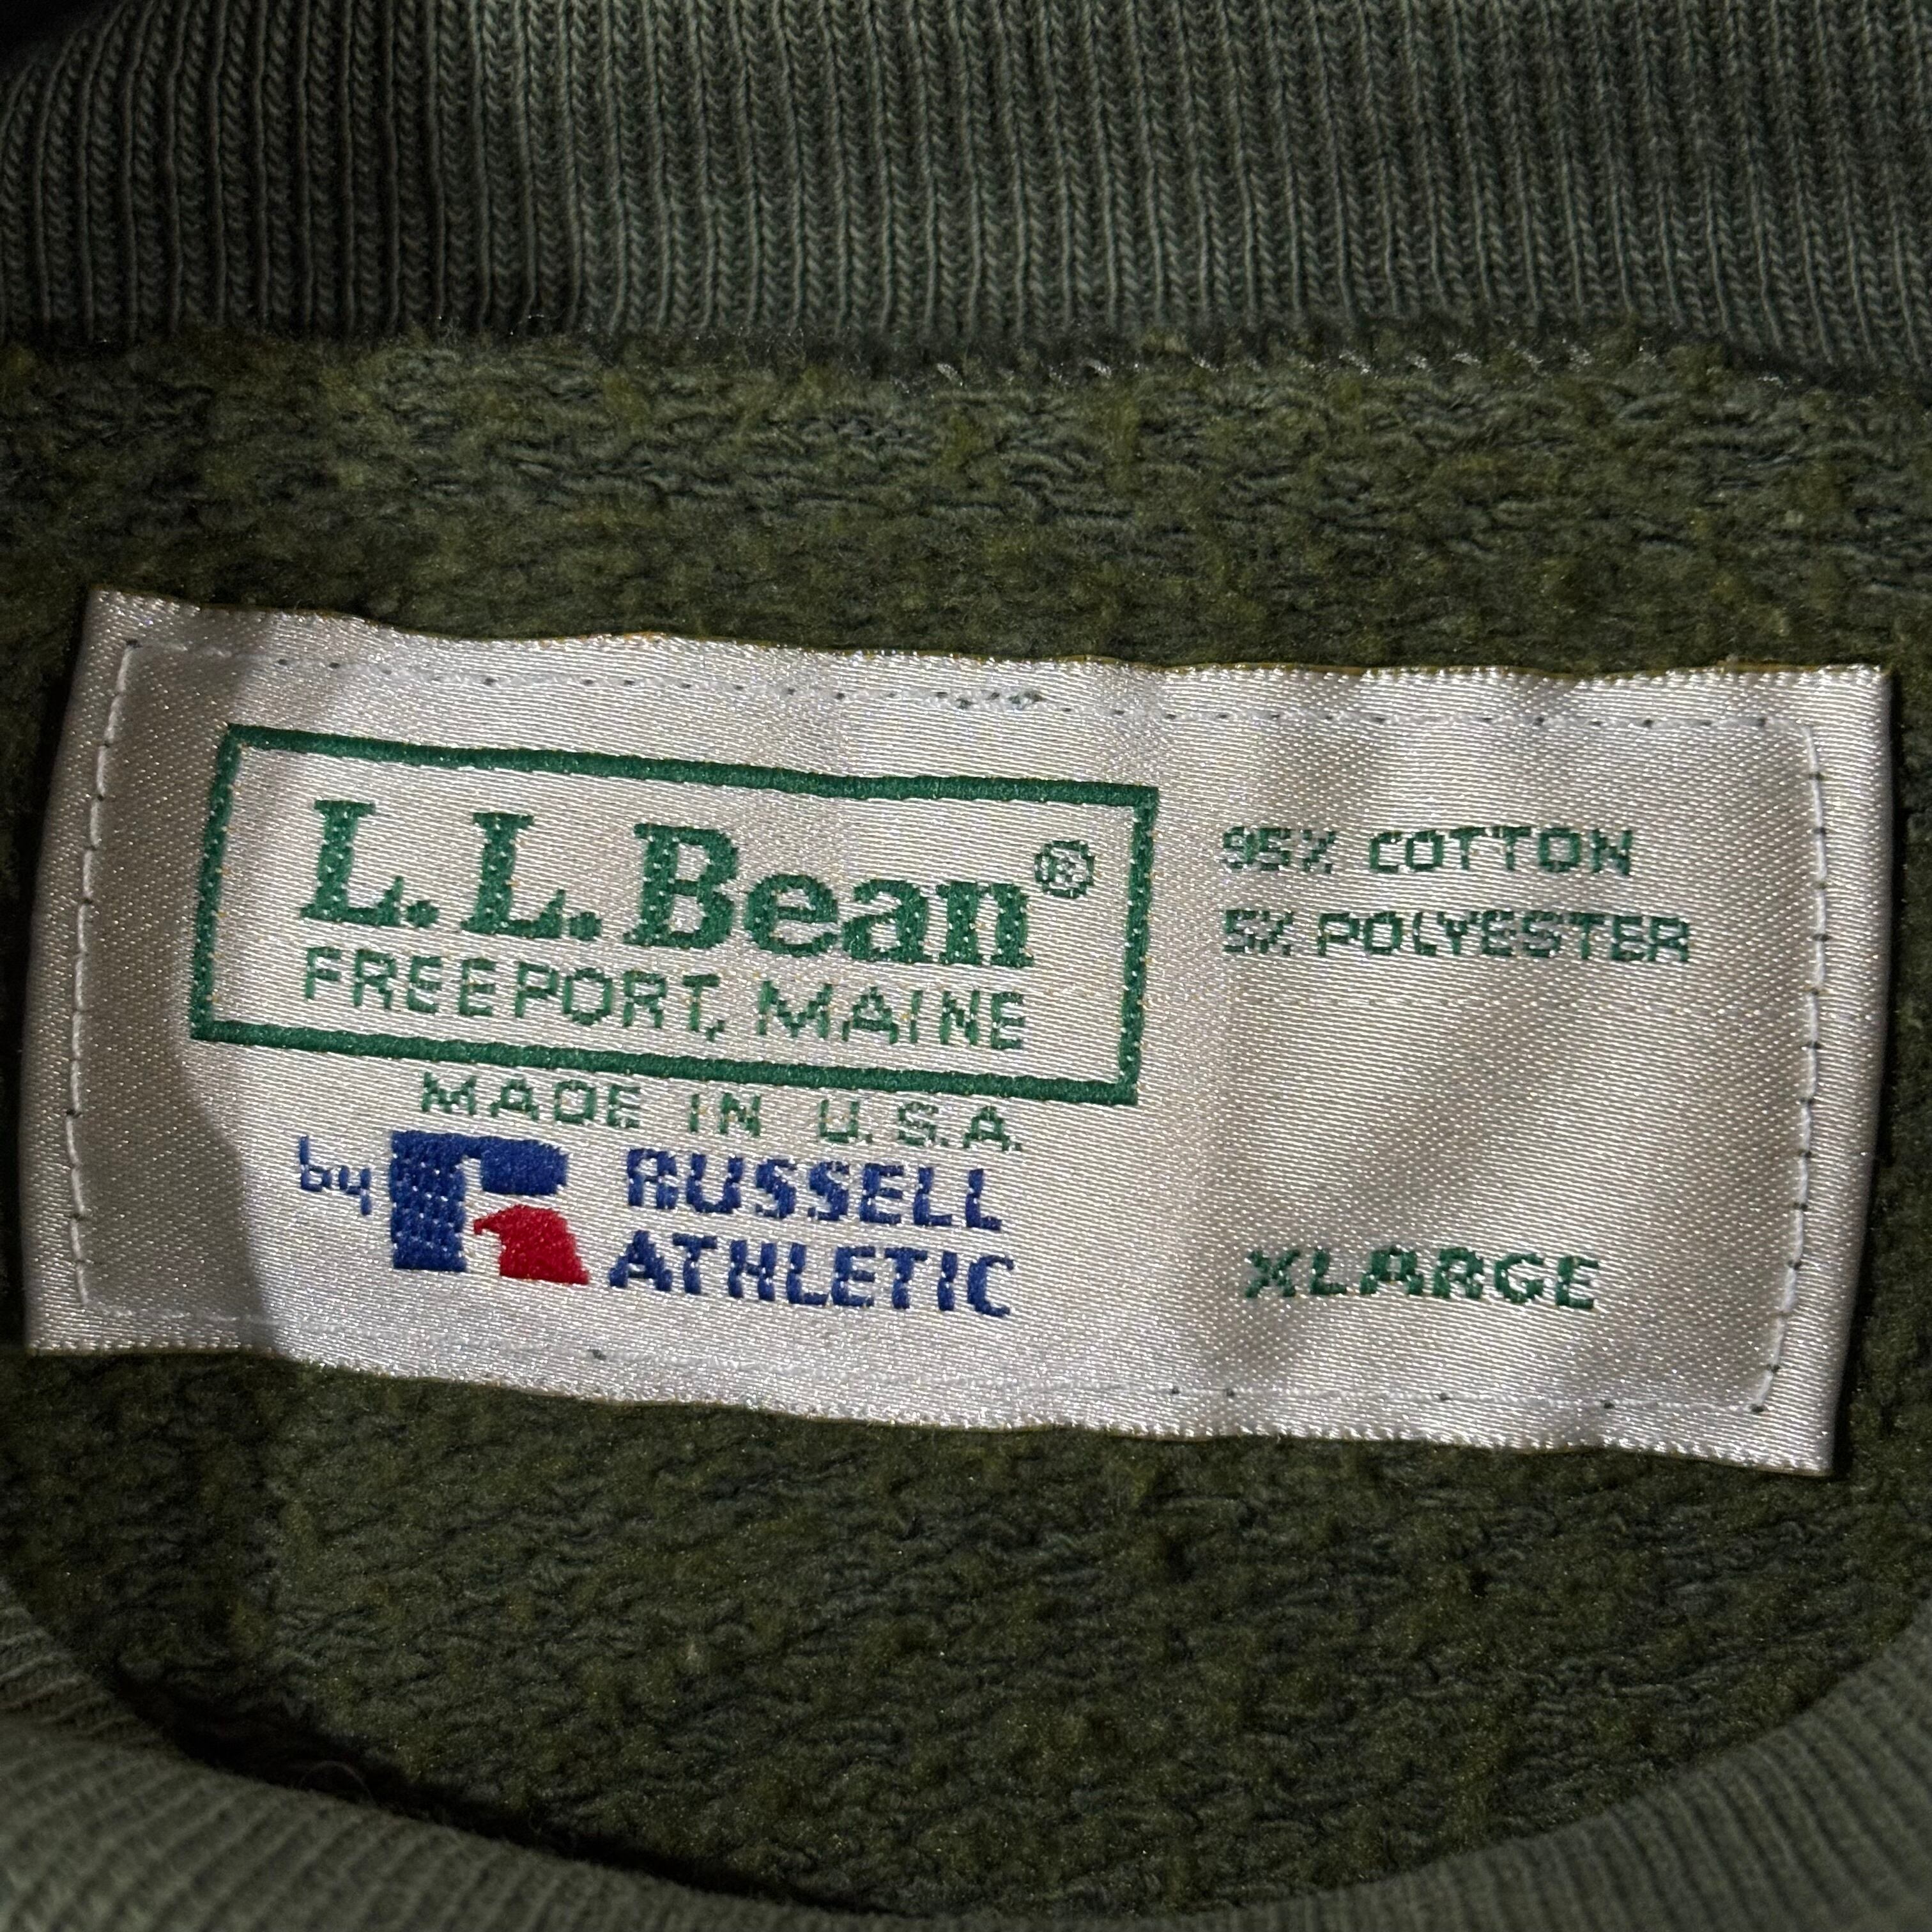 L.L.Bean®
FREEPORT, MAINE
MADE IN U.S.A.
by RUSSELL
ATHLETIC
95% COTTON
5% POLYESTER
XLARGE